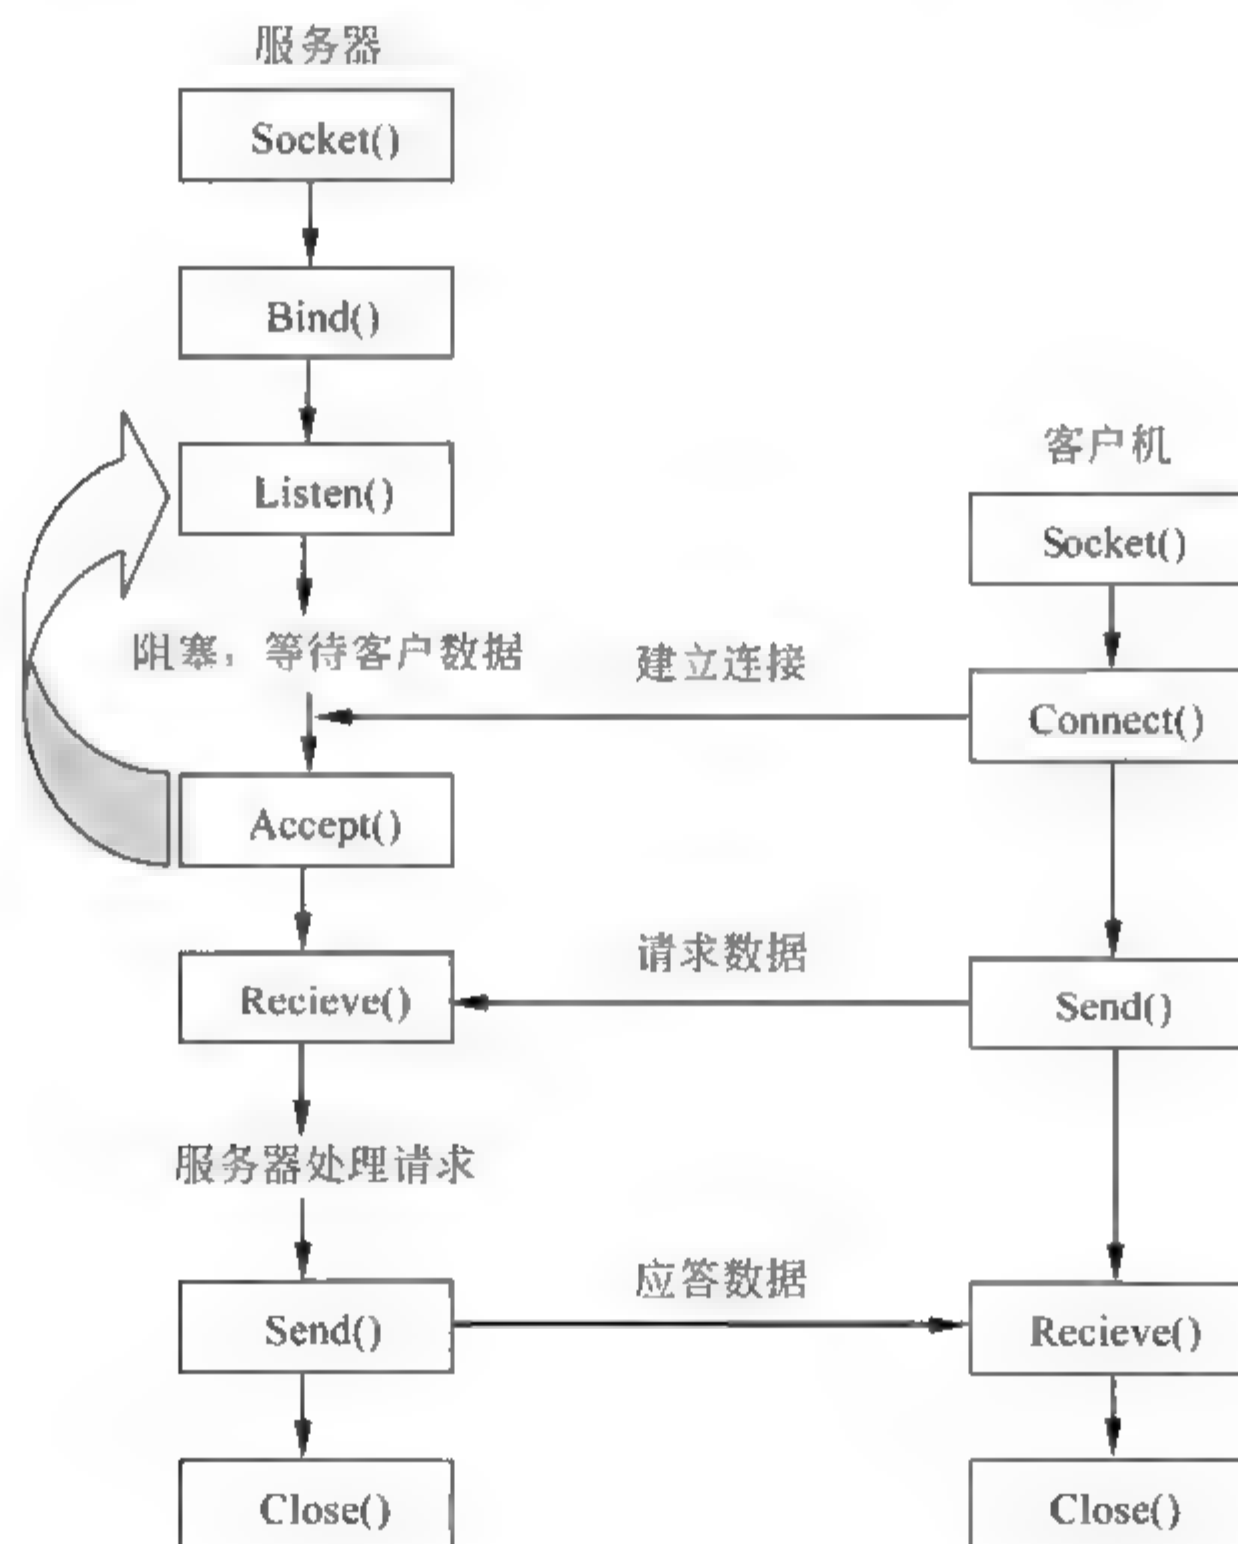 服务器
Socket()
Bind()
Listen()
阻塞，等待客户数据
Accept()
Recieve()
服务器处理请求
Send()
Close()
客户机
Socket()
建立连接
Connect()
请求数据
Send()
应答数据
Recieve()
Close()